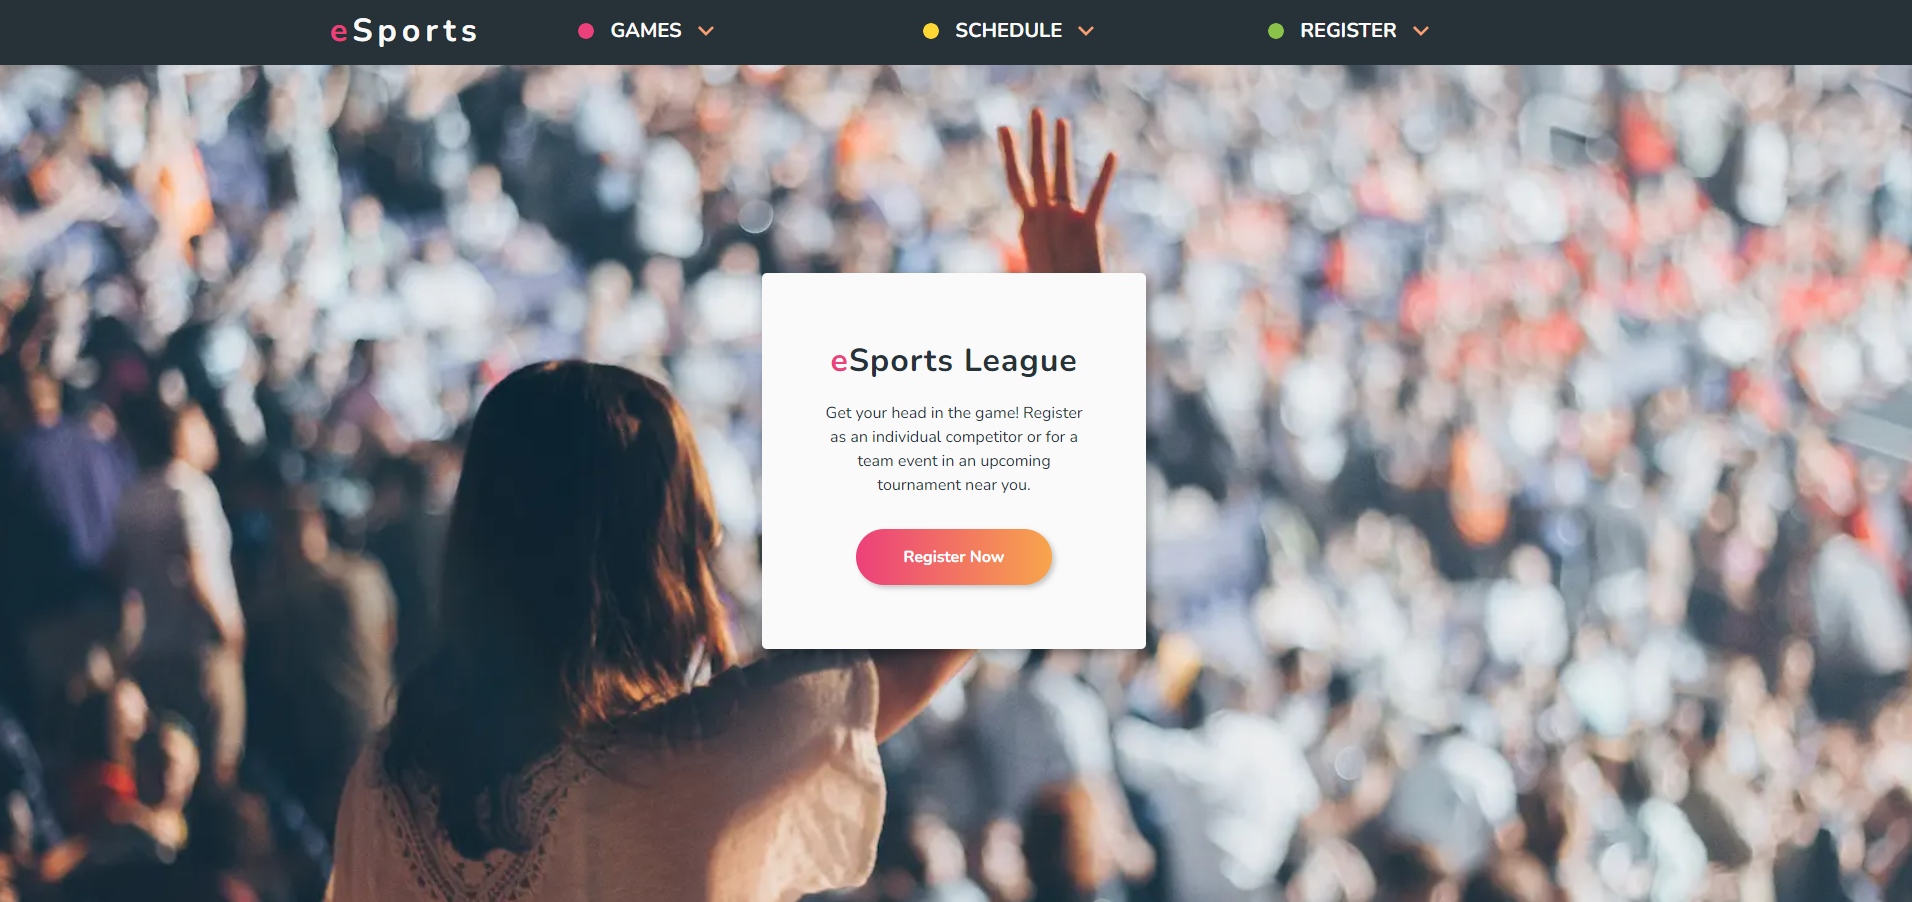 eSports GAMES SCHEDULE REGISTER
eSports League
Get your head in the game! Register
as an individual competitor or for a
team event in an upcoming
tournament near you.
Register Now